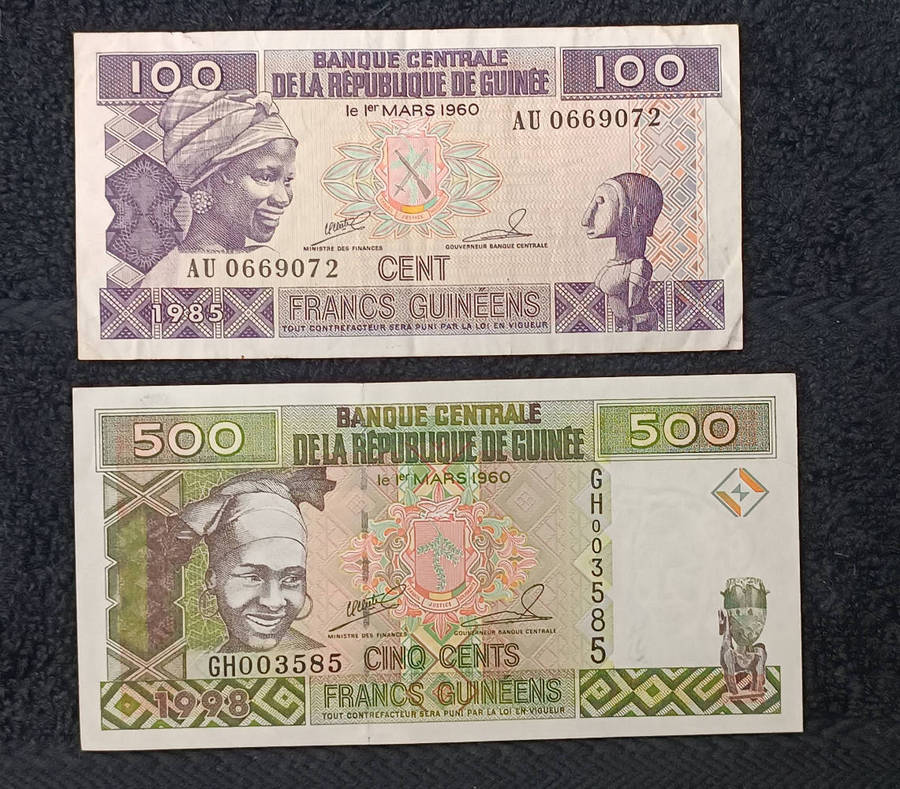 100
BANQUE CENTRALE
DE LA RÉPUBLIQUE DE GUINÉE
100
le 1er MARS 1960
AU 0669072
JUSTICE
MINISTRE DES FINANCES
GOUVERNEUR BANQUE CENTRALE
AU 0669072
CENT
1985
FRANCS GUINÉENS
TOUT CONTREFACTEUR SERA PUNI PAR LA LOI EN VIGUEUR
500
BANQUE CENTRALE
DE LA RÉPUBLIQUE DE GUINÉE
500
le 1er MARS 1960
GH003585
JUSTICE
MINISTRE DES FINANCES
GOUVERNEUR BANQUE CENTRALE
GH003585
CINQ CENTS
1998
FRANCS GUINÉENS
TOUT CONTREFACTEUR SERA PUNI PAR LA LOI EN VIGUEUR